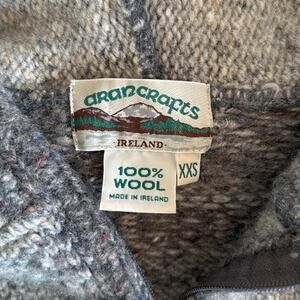 arancrafts
·IRELAND·
100%
WOOL
MADE IN IRELAND
XXS